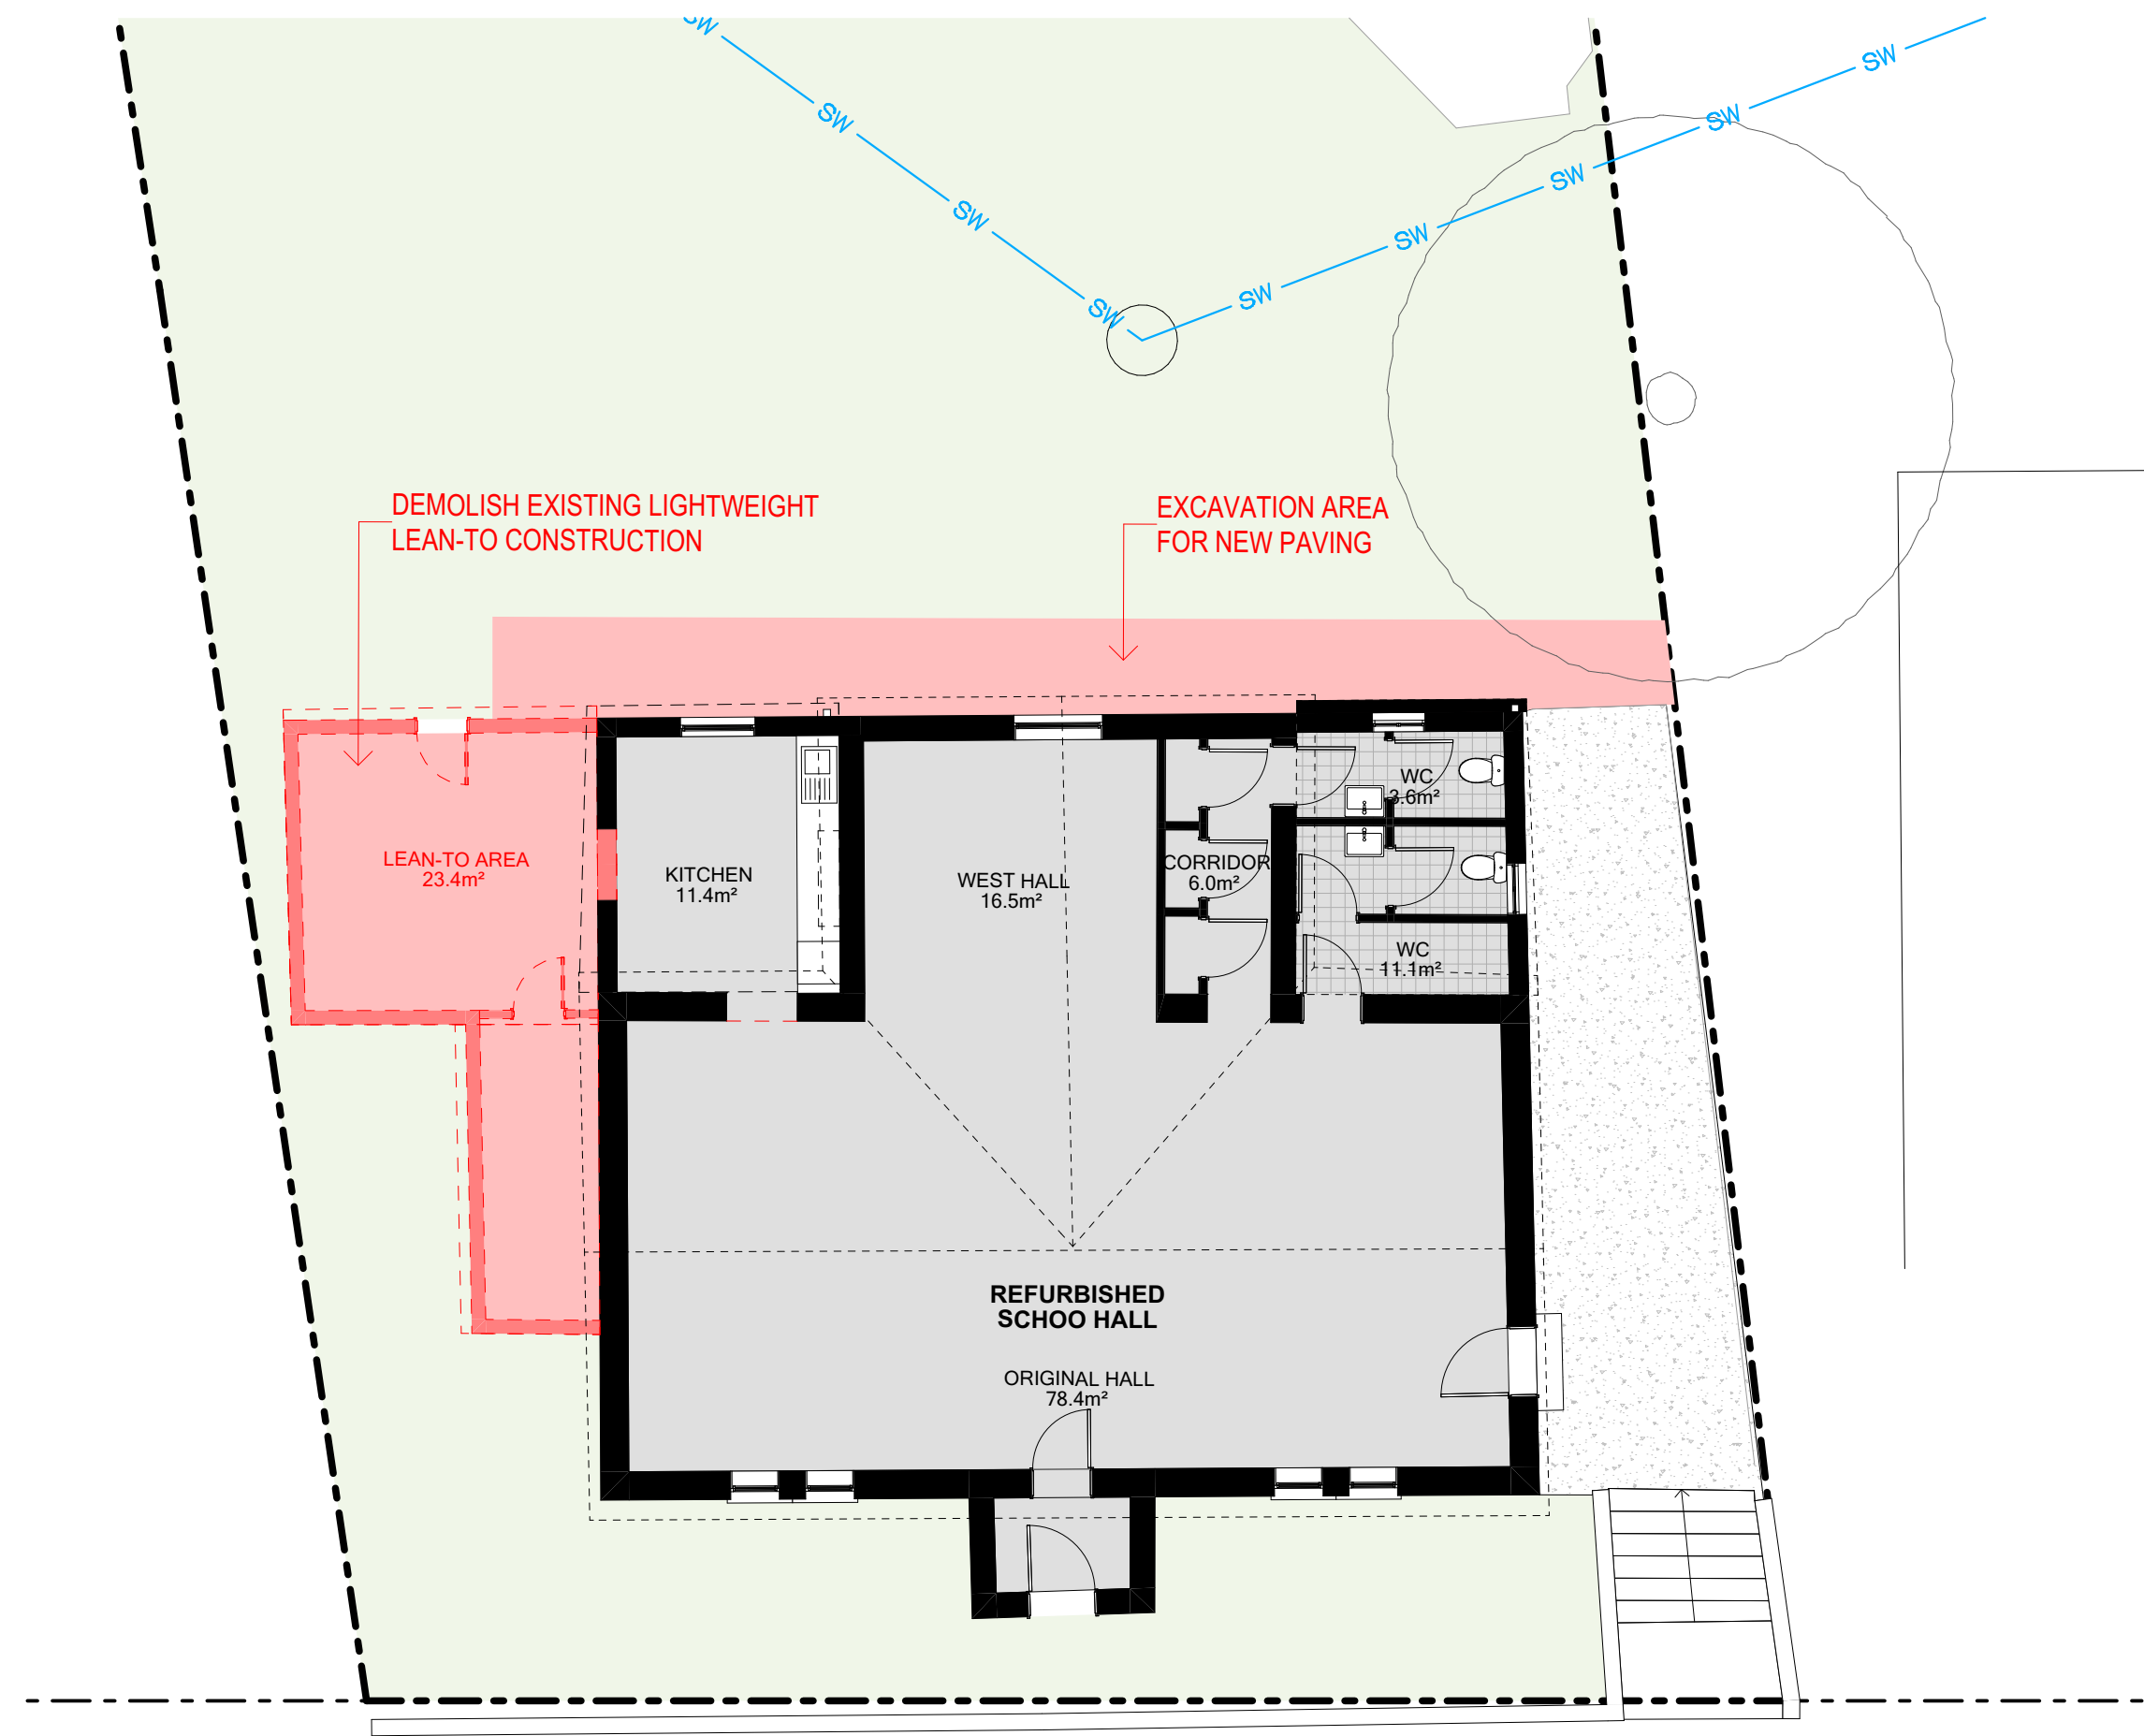 SW
SW
SW
SW
SW
SW
SW
SW
SW
DEMOLISH EXISTING LIGHTWEIGHT
LEAN-TO CONSTRUCTION
EXCAVATION AREA
FOR NEW PAVING
LEAN-TO AREA
23.4m²
KITCHEN
11.4m²
WEST HALL
16.5m²
CORRIDOR
6.0m²
WC
3.6m²
WC
11.1m²
REFURBISHED
SCHOO HALL
ORIGINAL HALL
78.4m²